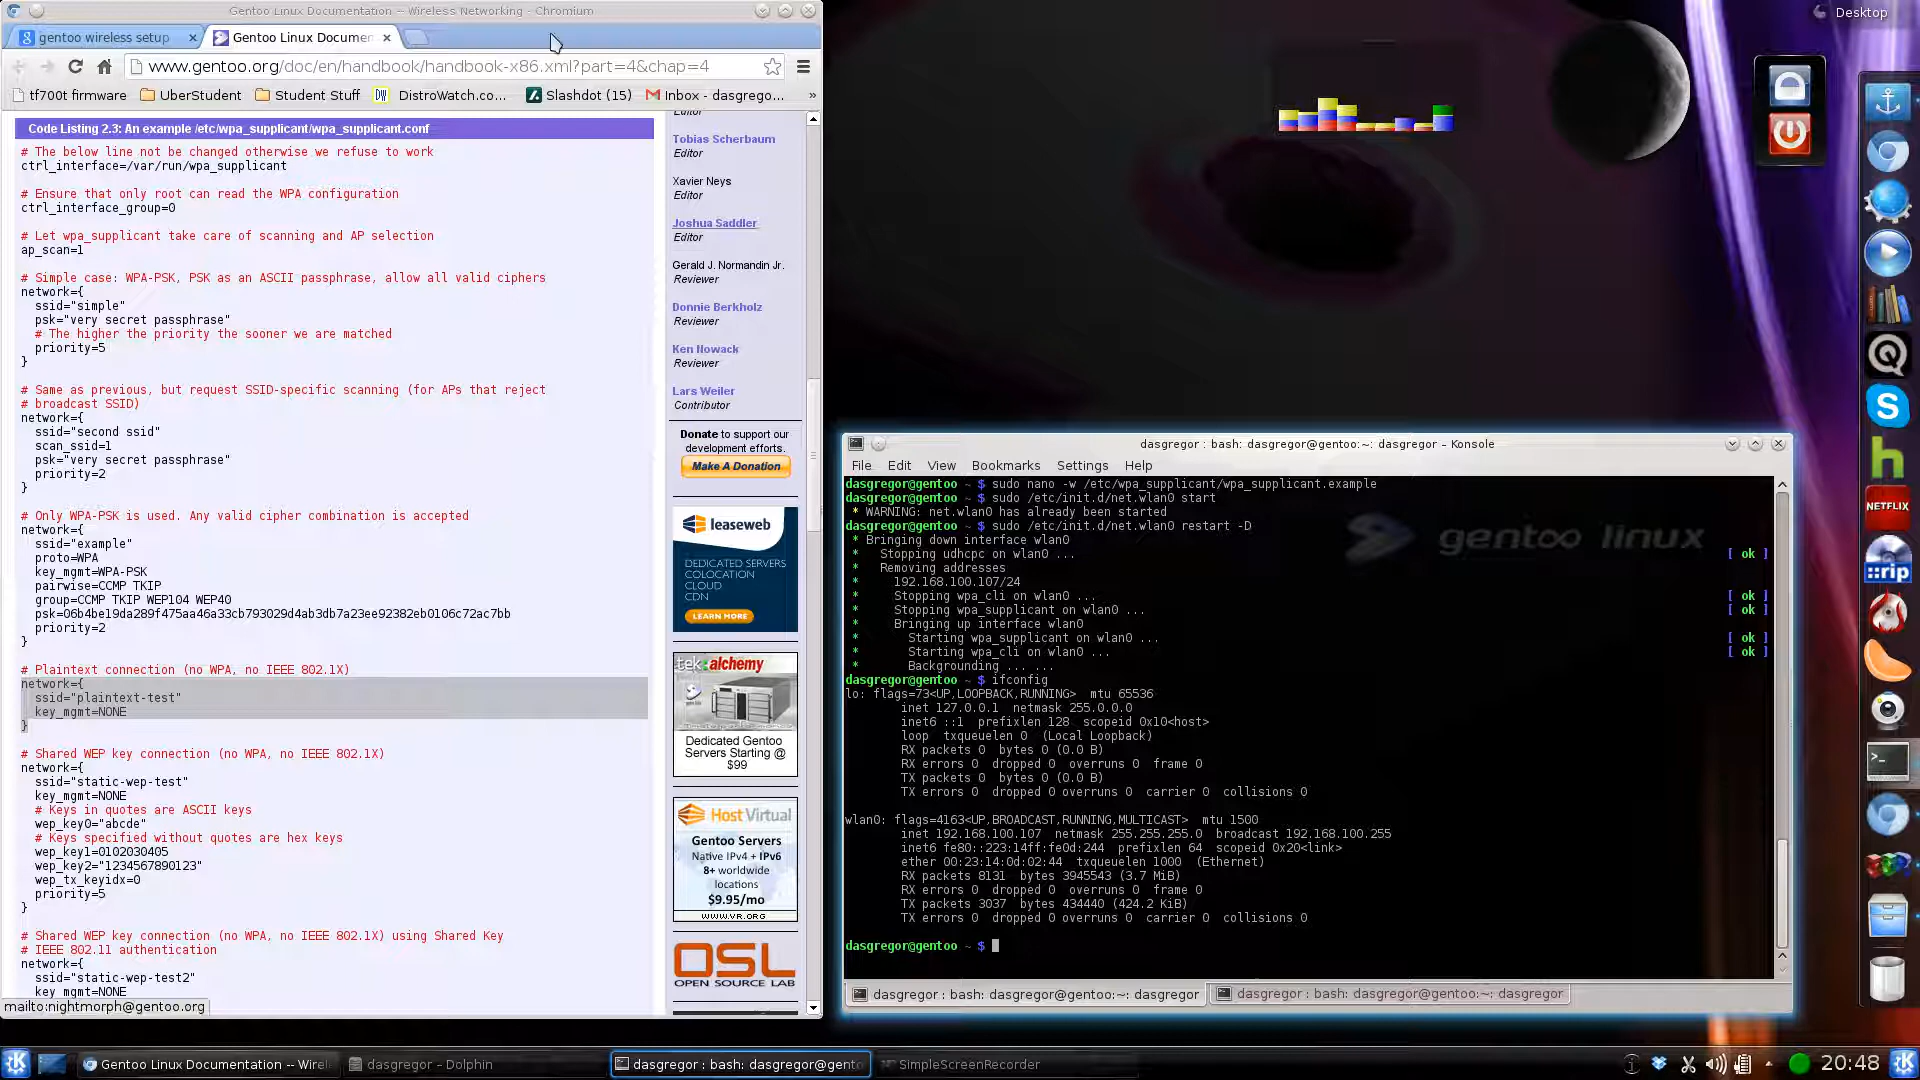 Gentoo Linux Documentation -- Wireless Networking - Chromium
gentoo wireless setup
Gentoo Linux Documen
www.gentoo.org/doc/en/handbook/handbook-x86.xml?part=4&chap=4
tf700t firmware
UberStudent
Student Stuff
DW DistroWatch.co...
Slashdot (15)
Inbox - dasgrego...
»
Code Listing 2.3: An example /etc/wpa_supplicant/wpa_supplicant.conf
# The below line not be changed otherwise we refuse to work
ctrl_interface=/var/run/wpa_supplicant
# Ensure that only root can read the WPA configuration
ctrl_interface_group=0
# Let wpa_supplicant take care of scanning and AP selection
ap_scan=1
# Simple case: WPA-PSK, PSK as an ASCII passphrase, allow all valid ciphers
network={
ssid="simple"
psk="very secret passphrase"
# The higher the priority the sooner we are matched
priority=5
}
# Same as previous, but request SSID-specific scanning (for APs that reject
# broadcast SSID)
network={
ssid="second ssid"
scan_ssid=1
psk="very secret passphrase"
priority=2
}
# Only WPA-PSK is used. Any valid cipher combination is accepted
network={
ssid="example"
proto=WPA
key_mgmt=WPA-PSK
pairwise=CCMP TKIP
group=CCMP TKIP WEP104 WEP40
psk=06b4be19da289f475aa46a33cb793029d4ab3db7a23ee92382eb0106c72ac7bb
priority=2
}
# Plaintext connection (no WPA, no IEEE 802.1X)
network={
ssid="plaintext-test"
key_mgmt=NONE
}
# Shared WEP key connection (no WPA, no IEEE 802.1X)
network={
ssid="static-wep-test"
key_mgmt=NONE
# Keys in quotes are ASCII keys
wep_key0="abcde"
# Keys specified without quotes are hex keys
wep_key1=0102030405
wep_key2="1234567890123"
wep_tx_keyidx=0
priority=5
}
# Shared WEP key connection (no WPA, no IEEE 802.1X) using Shared Key
# IEEE 802.11 authentication
network={
ssid="static-wep-test2"
key_mgmt=NONE
mailto:nightmorph@gentoo.org
Editor
Tobias Scherbaum
Editor
Xavier Neys
Editor
Joshua Saddler
Editor
Gerald J. Normandin Jr.
Reviewer
Donnie Berkholz
Reviewer
Ken Nowack
Reviewer
Lars Weiler
Contributor
Donate to support our
development efforts.
Make A Donation
leaseweb
DEDICATED SERVERS
COLOCATION
CLOUD
CDN
LEARN MORE
tek:alchemy
Dedicated Gentoo
Servers Starting @
$99
Host Virtual
Gentoo Servers
Native IPv4 + IPv6
8+ worldwide
locations
$9.95/mo
WWW.VR.ORG
OSL
OPEN SOURCE LAB
Desktop
dasgregor : bash: dasgregor@gentoo:~: dasgregor – Konsole
File Edit View Bookmarks Settings Help
dasgregor@gentoo ~ $ sudo nano -w /etc/wpa_supplicant/wpa_supplicant.example
dasgregor@gentoo ~ $ sudo /etc/init.d/net.wlan0 start
* WARNING: net.wlan0 has already been started
dasgregor@gentoo ~ $ sudo /etc/init.d/net.wlan0 restart -D
* Bringing down interface wlan0
* Stopping udhcpc on wlan0 ... [ ok ]
* Removing addresses
* 192.168.100.107/24
* Stopping wpa_cli on wlan0 ... [ ok ]
* Stopping wpa_supplicant on wlan0 ... [ ok ]
* Bringing up interface wlan0
* Starting wpa_supplicant on wlan0 ... [ ok ]
* Starting wpa_cli on wlan0 ... [ ok ]
* Backgrounding ... ...
dasgregor@gentoo ~ $ ifconfig
lo: flags=73<UP,LOOPBACK,RUNNING> mtu 65536
inet 127.0.0.1 netmask 255.0.0.0
inet6 ::1 prefixlen 128 scopeid 0x10<host>
loop txqueuelen 0 (Local Loopback)
RX packets 0 bytes 0 (0.0 B)
RX errors 0 dropped 0 overruns 0 frame 0
TX packets 0 bytes 0 (0.0 B)
TX errors 0 dropped 0 overruns 0 carrier 0 collisions 0
wlan0: flags=4163<UP,BROADCAST,RUNNING,MULTICAST> mtu 1500
inet 192.168.100.107 netmask 255.255.255.0 broadcast 192.168.100.255
inet6 fe80::223:14ff:fe0d:244 prefixlen 64 scopeid 0x20<link>
ether 00:23:14:0d:02:44 txqueuelen 1000 (Ethernet)
RX packets 8131 bytes 3945543 (3.7 MiB)
RX errors 0 dropped 0 overruns 0 frame 0
TX packets 3037 bytes 434440 (424.2 KiB)
TX errors 0 dropped 0 overruns 0 carrier 0 collisions 0
dasgregor@gentoo ~ $
gentoo linux
dasgregor : bash: dasgregor@gentoo:~: dasgregor
dasgregor : bash: dasgregor@gentoo:~: dasgregor
NETFLIX
::rip
Gentoo Linux Documentation -- Wirel
dasgregor – Dolphin
dasgregor : bash: dasgregor@gento
SimpleScreenRecorder
20:48